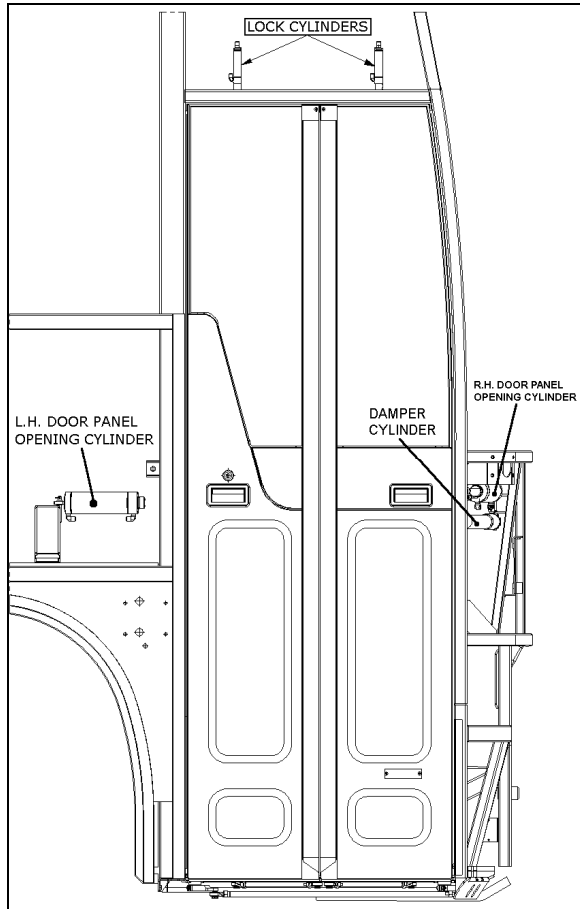 LOCK CYLINDERS
R.H. DOOR PANEL
OPENING CYLINDER
DAMPER
CYLINDER
L.H. DOOR PANEL
OPENING CYLINDER